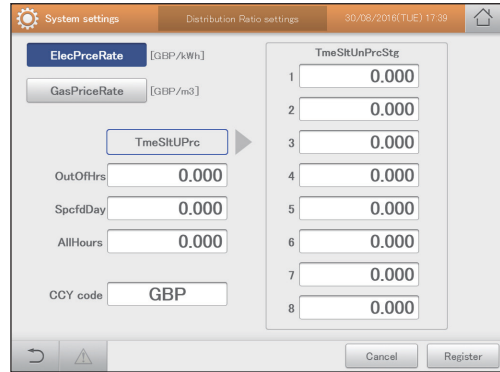 System settings
Distribution Ratio settings
30/08/2016(TUE) 17:39
ElecPrceRate [GBP/kWh]
GasPriceRate [GBP/m3]
TmeSltUPrc
OutOfHrs 0.000
SpcfdDay 0.000
AllHours 0.000
CCY code GBP
TmeSltUnPrcStg
1 0.000
2 0.000
3 0.000
4 0.000
5 0.000
6 0.000
7 0.000
8 0.000
Cancel
Register